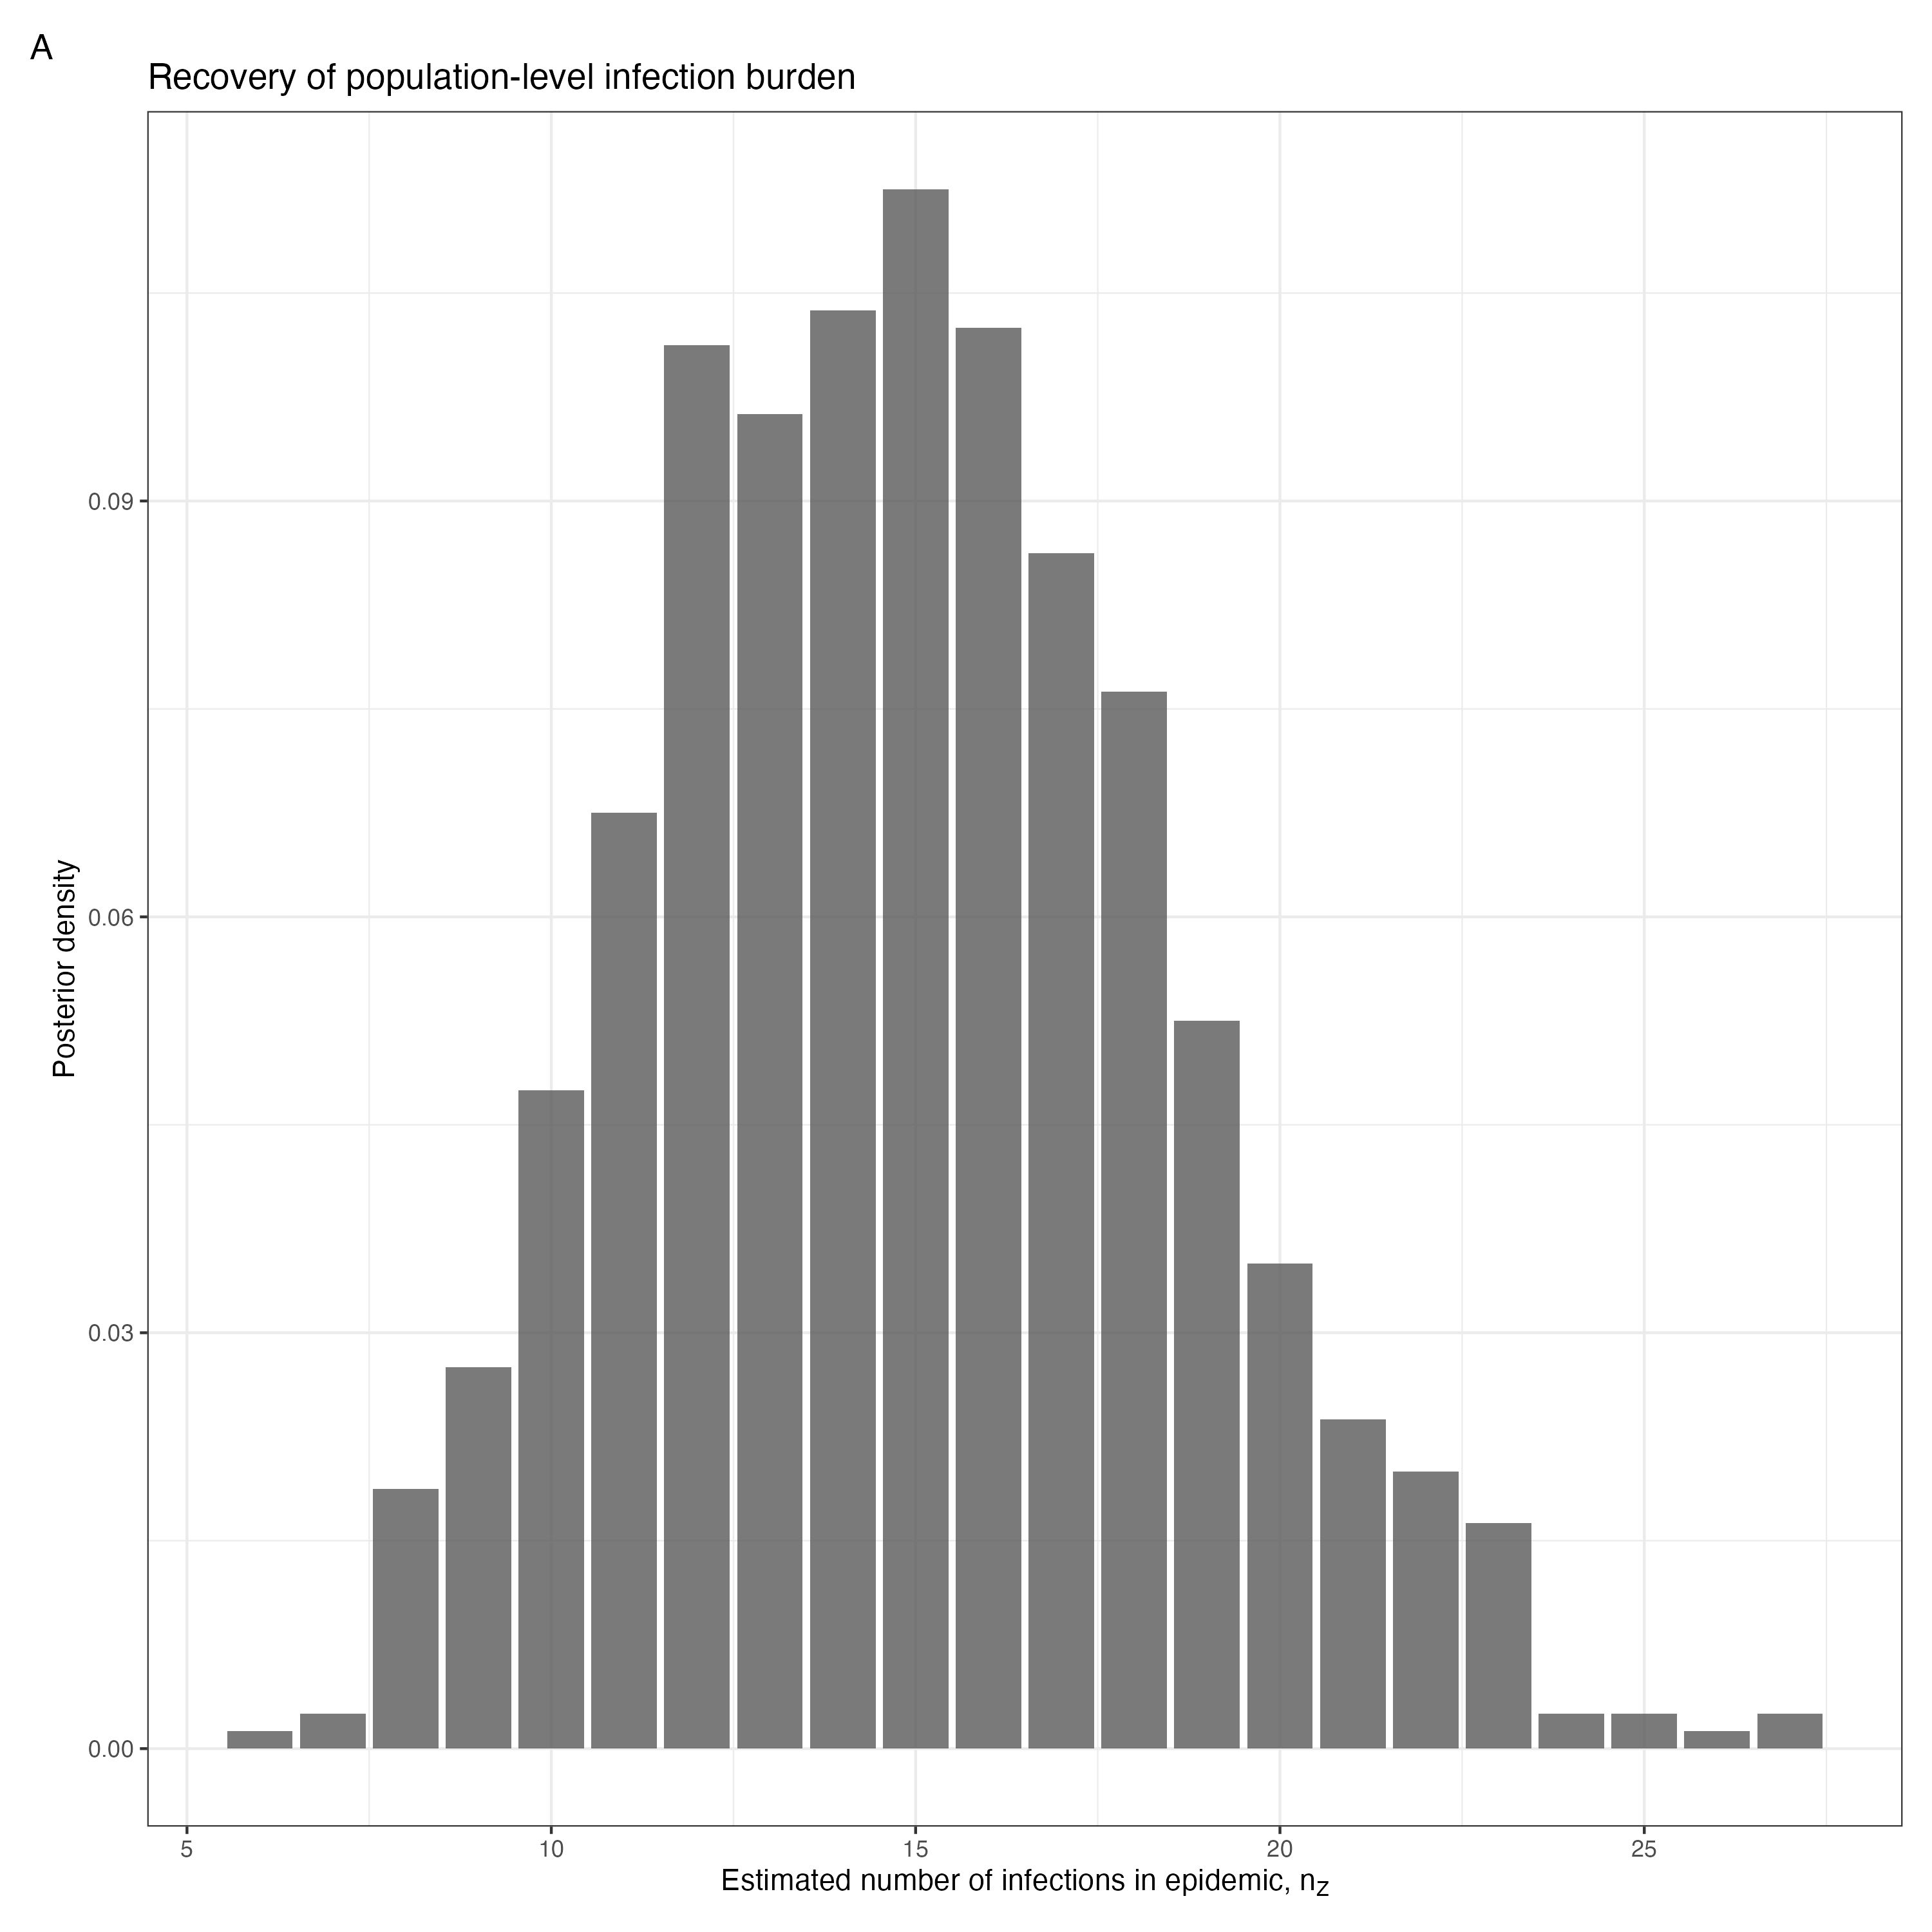 A
Recovery of population-level infection burden
Posterior density
0.09
0.06
0.03
0.00
5 10 15 20 25
Estimated number of infections in epidemic, nz